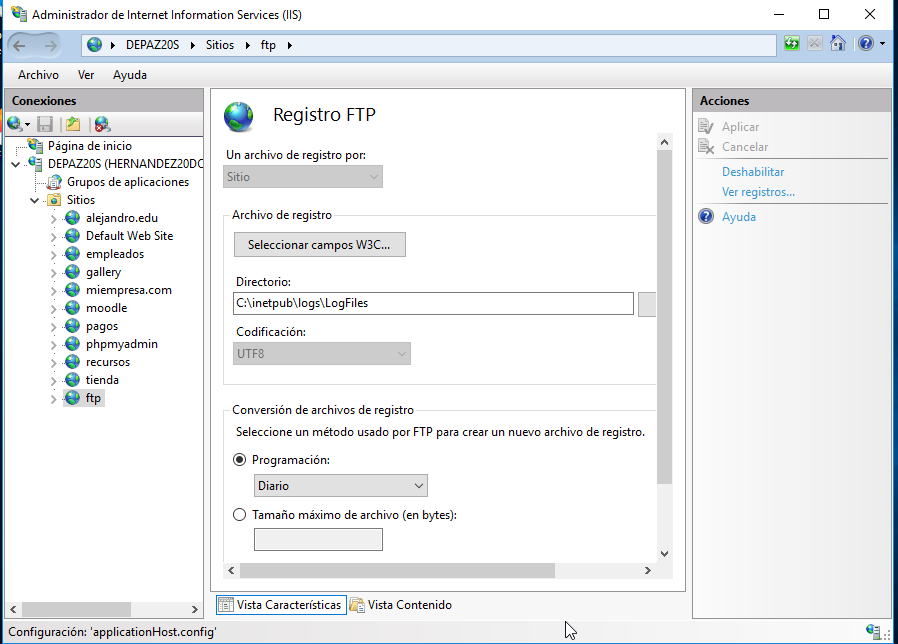 Administrador de Internet Information Services (IIS)
DEPAZ20S
Sitios
ftp
Archivo Ver Ayuda
Conexiones
Página de inicio
DEPAZ20S (HERNANDEZ20DC
Grupos de aplicaciones
Sitios
alejandro.edu
Default Web Site
empleados
gallery
miempresa.com
moodle
pagos
phpmyadmin
recursos
tienda
ftp
Registro FTP
Un archivo de registro por:
Sitio
Archivo de registro
Seleccionar campos W3C...
Directorio:
C:\inetpub\logs\LogFiles
Codificación:
UTF8
Conversión de archivos de registro
Seleccione un método usado por FTP para crear un nuevo archivo de registro.
Programación:
Diario
Tamaño máximo de archivo (en bytes):
Vista Características
Vista Contenido
Acciones
Aplicar
Cancelar
Deshabilitar
Ver registros...
Ayuda
Configuración: 'applicationHost.config'